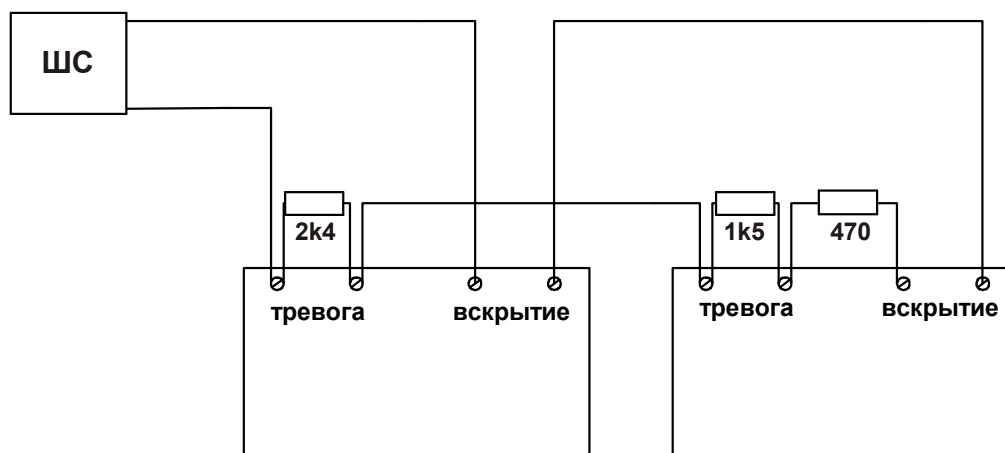 ШС
2k4
1k5
470
тревога
вскрытие
тревога
вскрытие